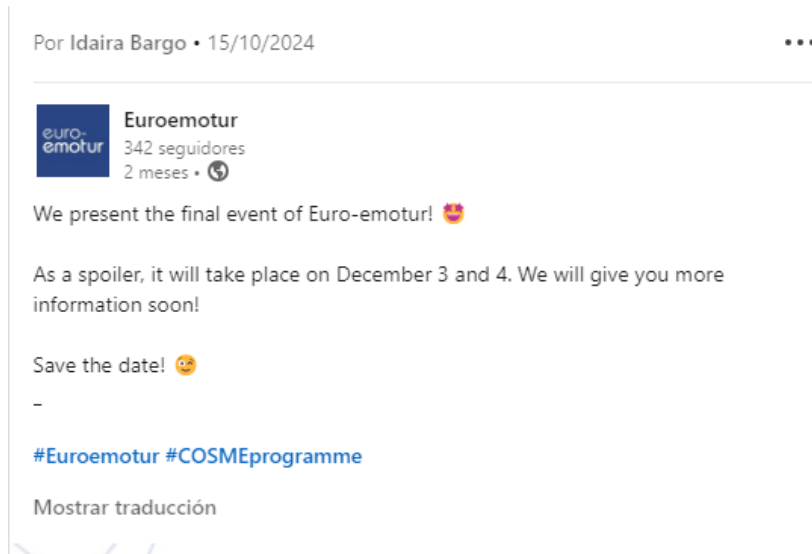 Por Idaira Bargo • 15/10/2024
euro-
emotur
Euroemotur
342 seguidores
2 meses •
We present the final event of Euro-emotur! 🤩
As a spoiler, it will take place on December 3 and 4. We will give you more
information soon!
Save the date! 😉
–
#Euroemotur #COSMEprogramme
Mostrar traducción